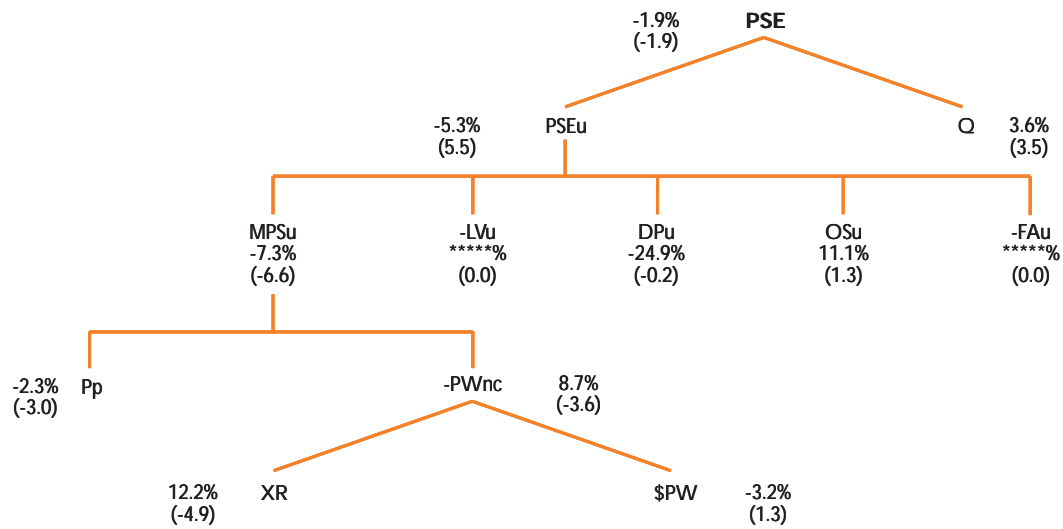 -1.9% PSE
(-1.9)
-5.3% PSEu Q 3.6%
(5.5) (3.5)
MPSu -LVu DPu OSu -FAu
-7.3% *****% -24.9% 11.1% *****%
(-6.6) (0.0) (-0.2) (1.3) (0.0)
-2.3% Pp -PWnc 8.7%
(-3.0) (-3.6)
12.2% XR $PW -3.2%
(-4.9) (1.3)